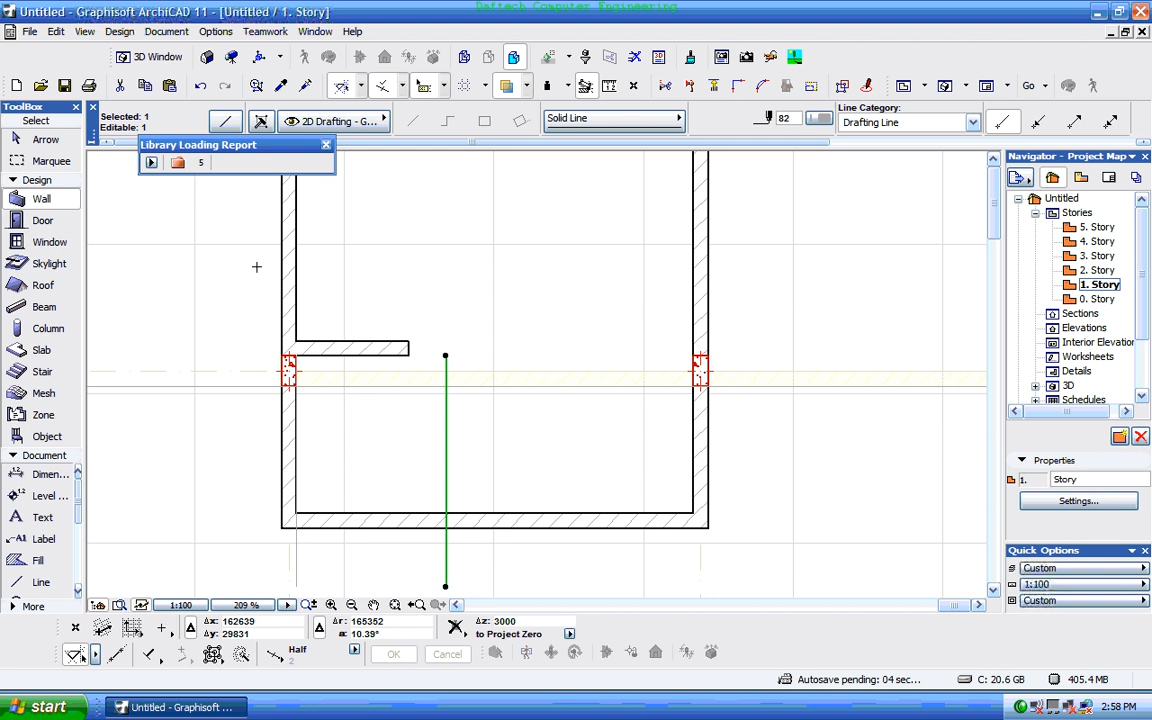 Daftech Computer Engineering
Untitled - Graphisoft ArchiCAD 11 - [Untitled / 1. Story]
File Edit View Design Document Options Teamwork Window Help
3D Window
Go
ToolBox
Select
Arrow
Marquee
Design
Wall
Door
Window
Skylight
Roof
Beam
Column
Slab
Stair
Mesh
Zone
Object
Document
Dimen...
Level ...
Text
Label
Fill
Line
More
Selected: 1
Editable: 1
2D Drafting - G...
Solid Line
82
Line Category:
Drafting Line
Library Loading Report
5
Navigator - Project Map
Untitled
Stories
5. Story
4. Story
3. Story
2. Story
1. Story
0. Story
Sections
Elevations
Interior Elevation
Worksheets
Details
3D
Schedules
Properties
1. Story
Settings...
Quick Options
Custom
1:100
Custom
1:100
209 %
Δx: 162639
Δy: 29831
Δr: 165352
a: 10.39°
Δz: 3000
to Project Zero
Half
2
OK
Cancel
Autosave pending: 04 sec...
C: 20.6 GB
405.4 MB
start
Untitled - Graphisoft ...
2:58 PM